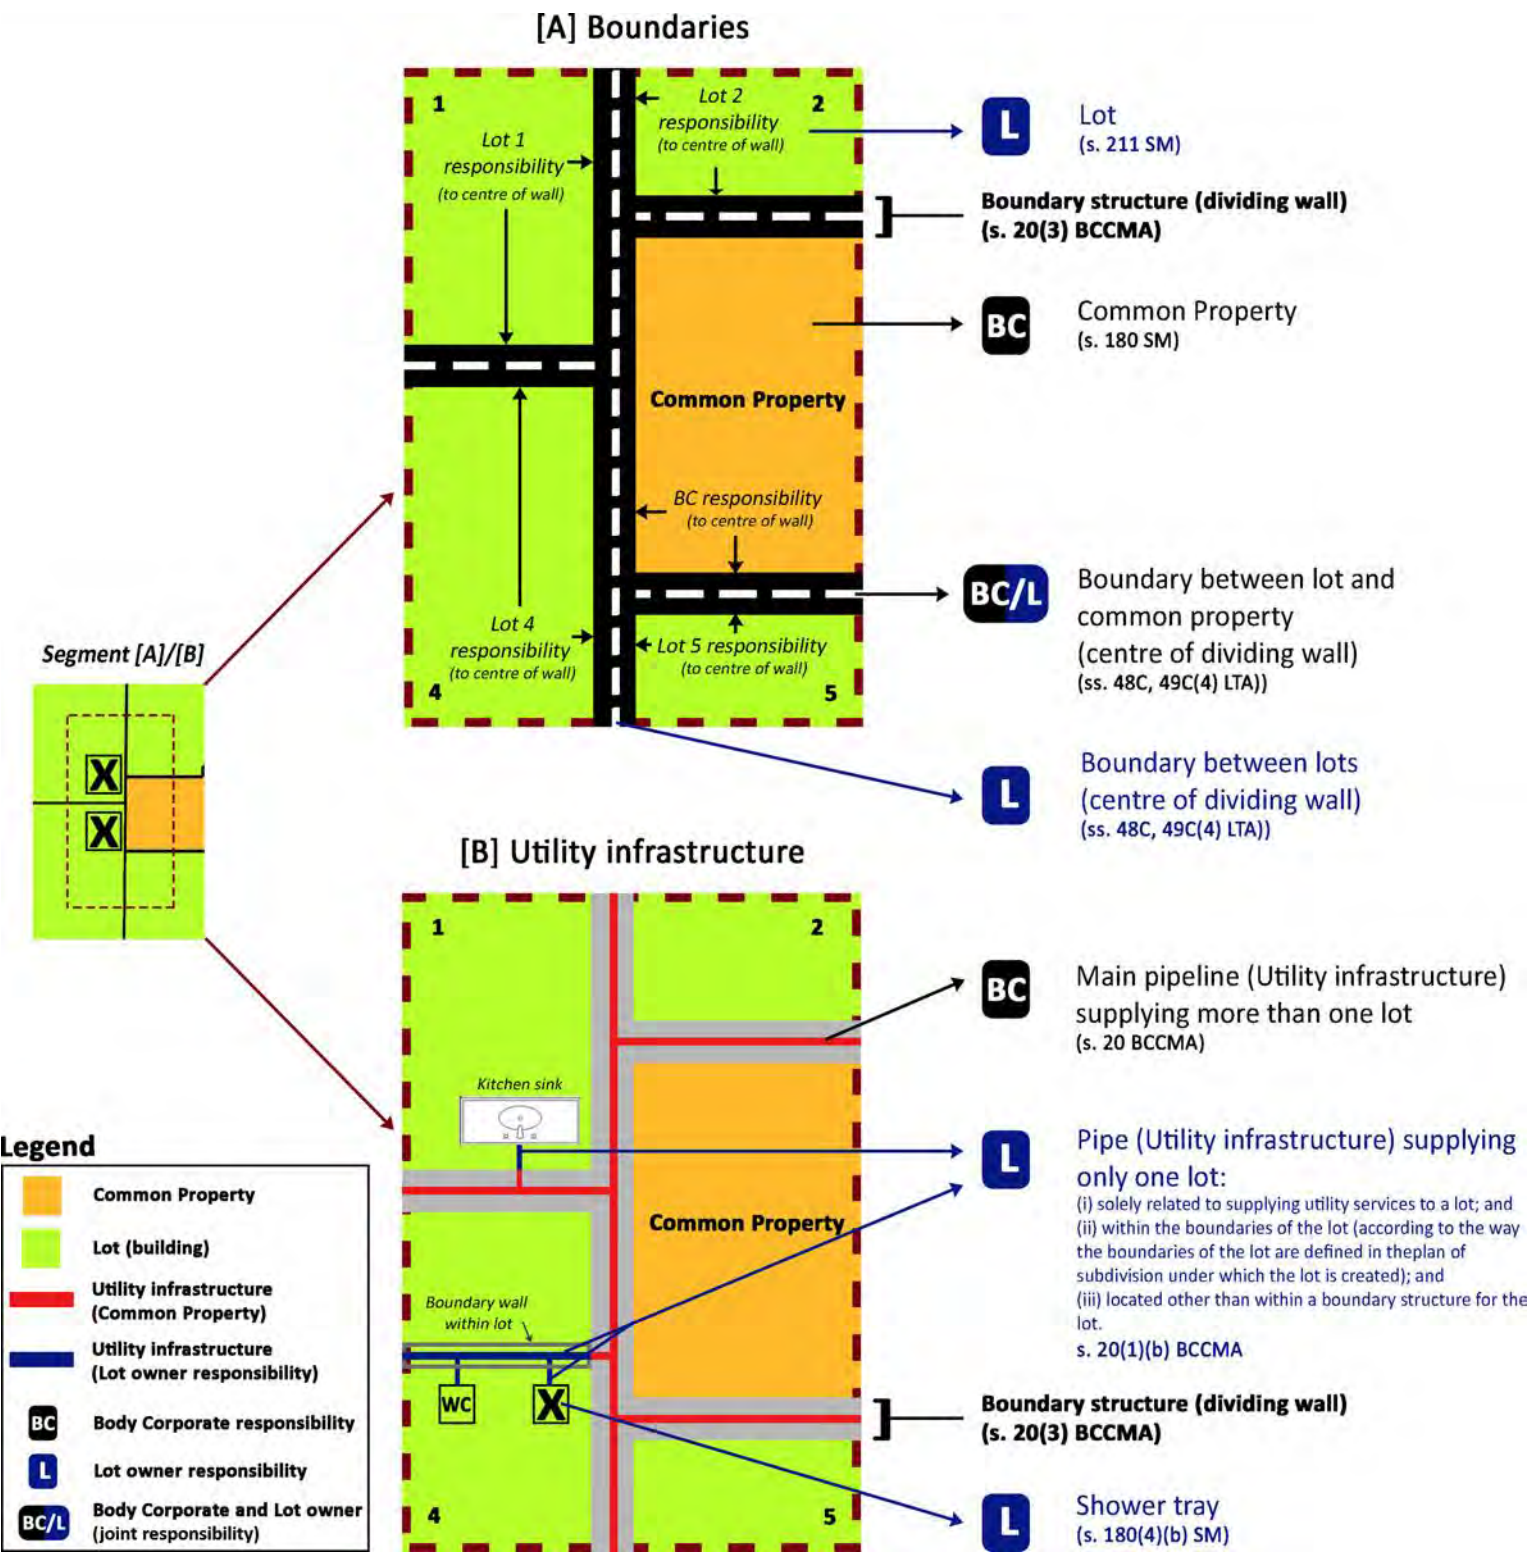 [A] Boundaries
1
Lot 1
responsibility
(to centre of wall)
Lot 2
responsibility
(to centre of wall)
2
L
Lot
(s. 211 SM)
Boundary structure (dividing wall)
(s. 20(3) BCCMA)
BC
Common Property
(s. 180 SM)
Common Property
BC responsibility
(to centre of wall)
BC/L
Boundary between lot and
common property
(centre of dividing wall)
(ss. 48C, 49C(4) LTA))
Lot 4
responsibility
(to centre of wall)
4
Lot 5 responsibility
(to centre of wall)
5
L
Boundary between lots
(centre of dividing wall)
(ss. 48C, 49C(4) LTA))
Segment [A]/[B]
X
X
[B] Utility infrastructure
1
2
BC
Main pipeline (Utility infrastructure)
supplying more than one lot
(s. 20 BCCMA)
Kitchen sink
L
Pipe (Utility infrastructure) supplying
only one lot:
(i) solely related to supplying utility services to a lot; and
(ii) within the boundaries of the lot (according to the way
the boundaries of the lot are defined in theplan of
subdivision under which the lot is created); and
(iii) located other than within a boundary structure for the
lot.
s. 20(1)(b) BCCMA
Common Property
Boundary wall
within lot
WC
X
Boundary structure (dividing wall)
(s. 20(3) BCCMA)
4
5
L
Shower tray
(s. 180(4)(b) SM)
Legend
Common Property
Lot (building)
Utility infrastructure
(Common Property)
Utility infrastructure
(Lot owner responsibility)
BC
Body Corporate responsibility
L
Lot owner responsibility
BC/L
Body Corporate and Lot owner
(joint responsibility)